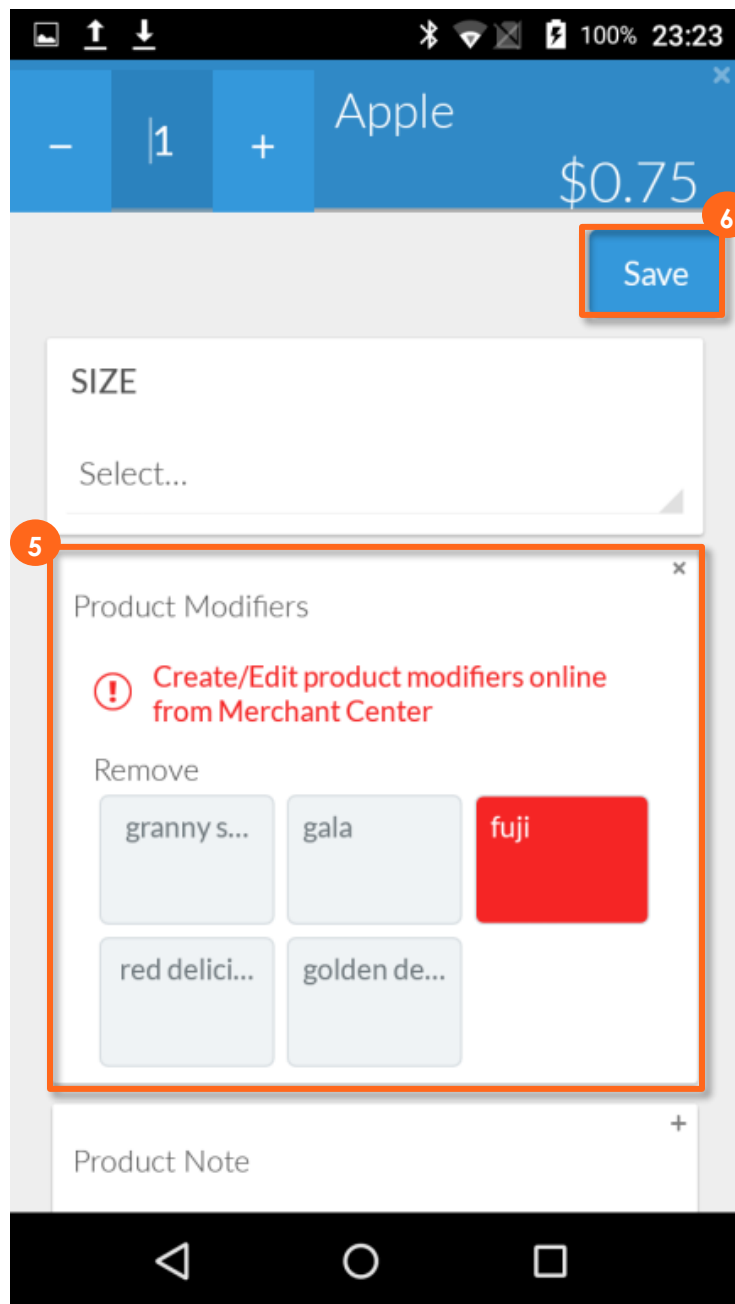 100% 23:23
Apple
− 1 +
$0.75
6
Save
SIZE
Select...
5
Product Modifiers
Create/Edit product modifiers online
from Merchant Center
Remove
granny s... gala fuji
red delici... golden de...
Product Note